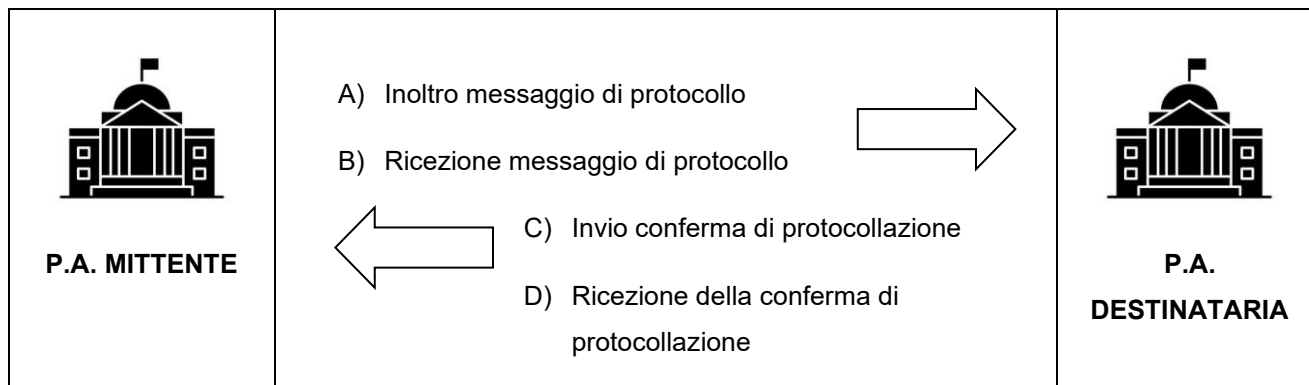 A) Inoltro messaggio di protocollo
B) Ricezione messaggio di protocollo
C) Invio conferma di protocollazione
D) Ricezione della conferma di
protocollazione
P.A. MITTENTE
P.A.
DESTINATARIA